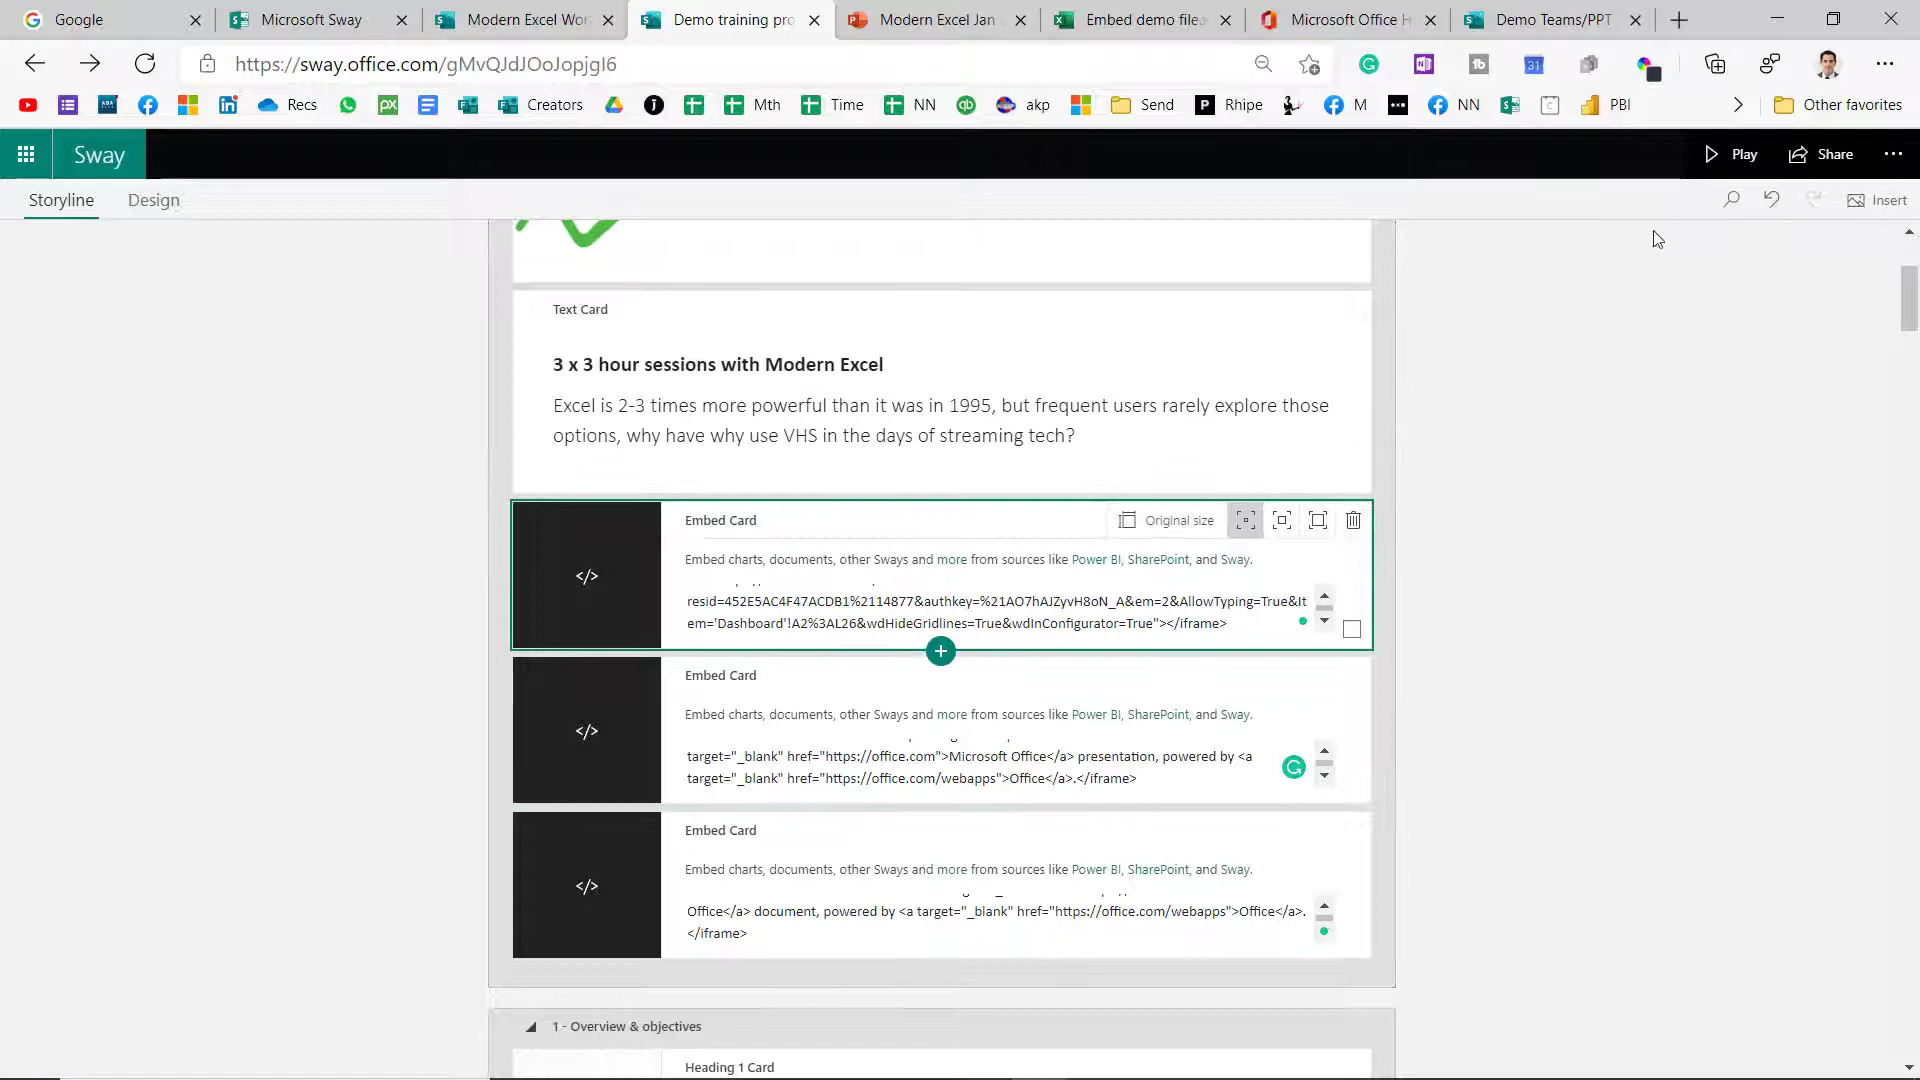 Google
Microsoft Sway
Modern Excel Wor
Demo training pro
Modern Excel Jan
Embed demo file.
Microsoft Office H
Demo Teams/PPT
https://sway.office.com/gMvQJdJOoJopjgl6
Recs
Creators
Mth
Time
NN
akp
Send
Rhipe
M
NN
PBI
Other favorites
Sway
Play
Share
Storyline
Design
Insert
Text Card
3 x 3 hour sessions with Modern Excel
Excel is 2-3 times more powerful than it was in 1995, but frequent users rarely explore those
options, why have why use VHS in the days of streaming tech?
Embed Card
Original size
Embed charts, documents, other Sways and more from sources like Power BI, SharePoint, and Sway.
resid=452E5AC4F47ACDB1%2114877&authkey=%21AO7hAJZyvH8oN_A&em=2&AllowTyping=True&It
em='Dashboard'!A2%3AL26&wdHideGridlines=True&wdInConfigurator=True"></iframe>
Embed Card
Embed charts, documents, other Sways and more from sources like Power BI, SharePoint, and Sway.
target="_blank" href="https://office.com">Microsoft Office</a> presentation, powered by <a
target="_blank" href="https://office.com/webapps">Office</a>.</iframe>
Embed Card
Embed charts, documents, other Sways and more from sources like Power BI, SharePoint, and Sway.
Office</a> document, powered by <a target="_blank" href="https://office.com/webapps">Office</a>.
</iframe>
1 - Overview & objectives
Heading 1 Card